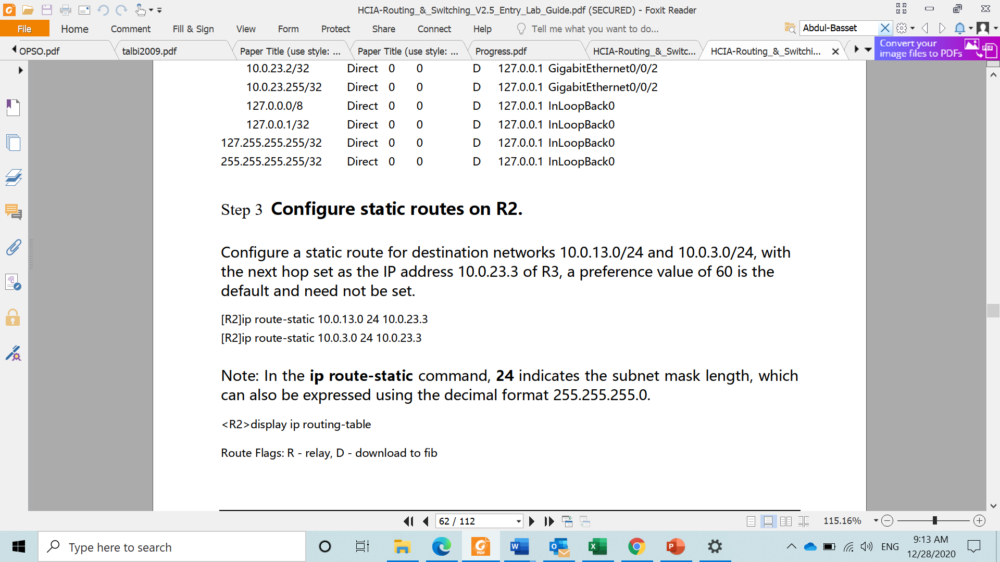 HCIA-Routing_&_Switching_V2.5_Entry_Lab_Guide.pdf (SECURED) - Foxit Reader
File Home Comment Fill & Sign View Form Protect Share Connect Help Tell me what you want to do... Abdul-Basset
OPSO.pdf talbi2009.pdf Paper Title (use style: ... Paper Title (use style: ... Progress.pdf HCIA-Routing_&_Switc... HCIA-Routing_&_Switchi... Convert your
image files to PDFs
10.0.23.2/32 Direct 0 0 D 127.0.0.1 GigabitEthernet0/0/2
10.0.23.255/32 Direct 0 0 D 127.0.0.1 GigabitEthernet0/0/2
127.0.0.0/8 Direct 0 0 D 127.0.0.1 InLoopBack0
127.0.0.1/32 Direct 0 0 D 127.0.0.1 InLoopBack0
127.255.255.255/32 Direct 0 0 D 127.0.0.1 InLoopBack0
255.255.255.255/32 Direct 0 0 D 127.0.0.1 InLoopBack0
Step 3 Configure static routes on R2.
Configure a static route for destination networks 10.0.13.0/24 and 10.0.3.0/24, with
the next hop set as the IP address 10.0.23.3 of R3, a preference value of 60 is the
default and need not be set.
[R2]ip route-static 10.0.13.0 24 10.0.23.3
[R2]ip route-static 10.0.3.0 24 10.0.23.3
Note: In the ip route-static command, 24 indicates the subnet mask length, which
can also be expressed using the decimal format 255.255.255.0.
<R2>display ip routing-table
Route Flags: R - relay, D - download to fib
62 / 112 115.16%
Type here to search ENG 9:13 AM
12/28/2020